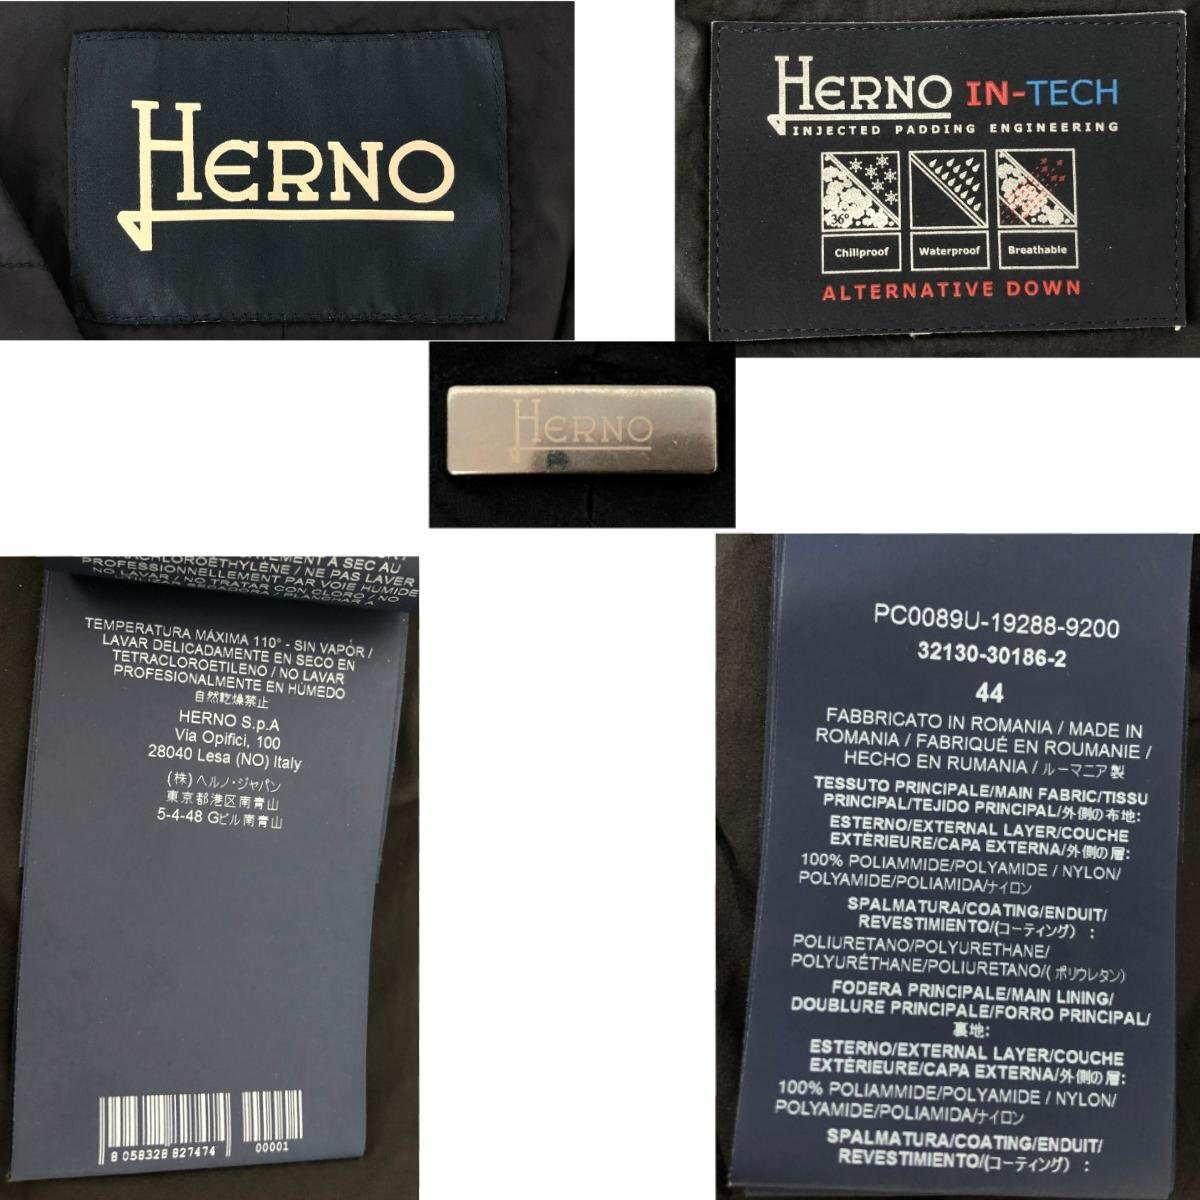 HERNO
HERNO IN-TECH
INJECTED PADDING ENGINEERING
36°
Chillproof
Waterproof
Breathable
ALTERNATIVE DOWN
HERNO
À SEC AU
PROFESSIONNELLEMENT PAR VOIE HUMIDE
TEMPERATURA MÁXIMA 110° - SIN VAPÓR /
LAVAR DELICADAMENTE EN SECO EN
TETRACLOROETILENO / NO LAVAR
PROFESIONALMENTE EN HÚMEDO
自然乾燥禁止
HERNO S.p.A
Via Opifici, 100
28040 Lesa (NO) Italy
(株) ヘルノ・ジャパン
東京都港区南青山
5-4-48 Gビル南青山
8 058328 827474
00001
PC0089U-19288-9200
32130-30186-2
44
FABBRICATO IN ROMANIA / MADE IN
ROMANIA / FABRIQUÉ EN ROUMANIE /
HECHO EN RUMANIA / ルーマニア製
TESSUTO PRINCIPALE/MAIN FABRIC/TISSU
PRINCIPAL/TEJIDO PRINCIPAL/外側の布地:
ESTERNO/EXTERNAL LAYER/COUCHE
EXTÉRIEURE/CAPA EXTERNA/外側の層:
100% POLIAMMIDE/POLYAMIDE / NYLON/
POLYAMIDE/POLIAMIDA/ナイロン
SPALMATURA/COATING/ENDUIT/
REVESTIMIENTO/(コーティング) :
POLIURETANO/POLYURETHANE/
POLYURÉTHANE/POLIURETANO/( ポリウレタン)
FODERA PRINCIPALE/MAIN LINING/
DOUBLURE PRINCIPALE/FORRO PRINCIPAL/
裏地:
ESTERNO/EXTERNAL LAYER/COUCHE
EXTÉRIEURE/CAPA EXTERNA/外側の層:
100% POLIAMMIDE/POLYAMIDE / NYLON/
POLYAMIDE/POLIAMIDA/ナイロン
SPALMATURA/COATING/ENDUIT/
REVESTIMIENTO/(コーティング) :